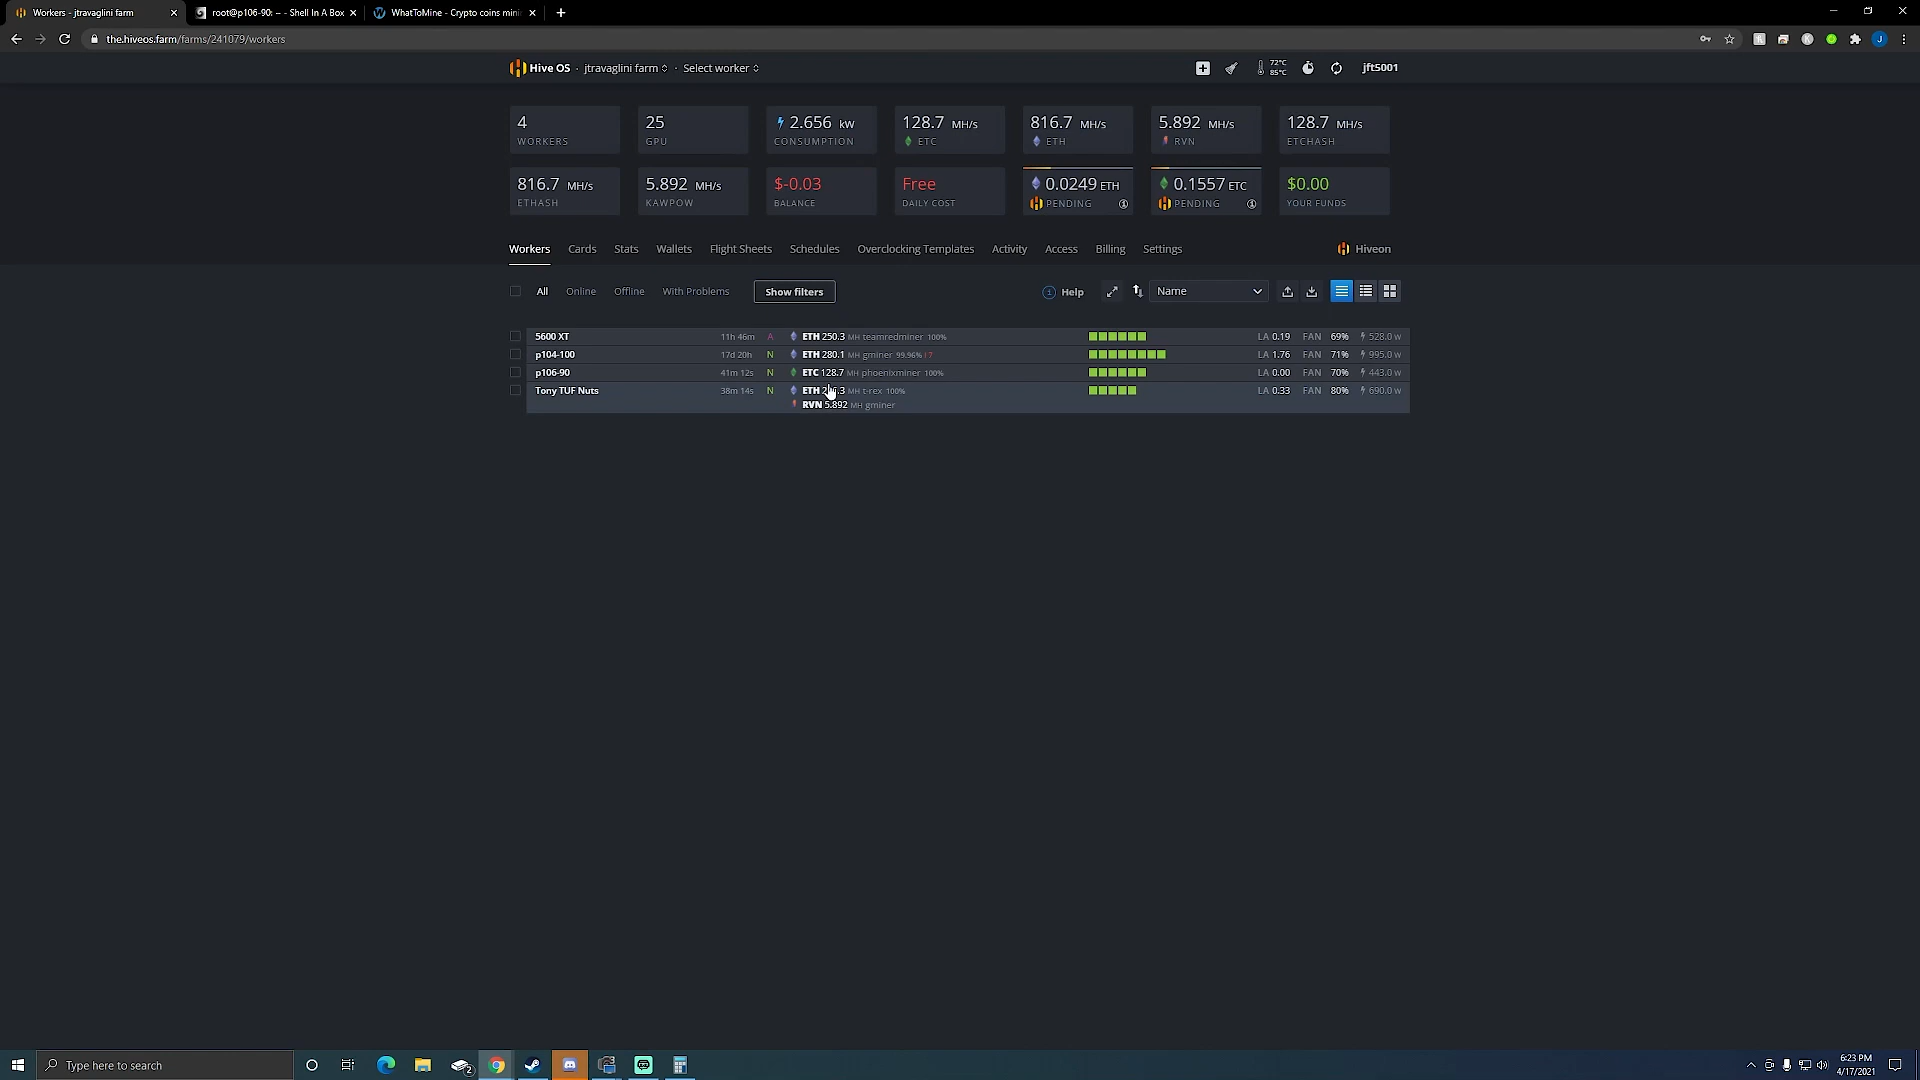 Workers - jtravaglini farm
root@p106-90: ~ - Shell In A Box
WhatToMine - Crypto coins mini
the.hiveos.farm/farms/241079/workers
Hive OS · jtravaglini farm · Select worker
72°C
85°C
jft5001
4
WORKERS
25
GPU
2.656 kW
CONSUMPTION
128.7 MH/s
ETC
816.7 MH/s
ETH
5.892 MH/s
RVN
128.7 MH/s
ETCHASH
816.7 MH/s
ETHASH
5.892 MH/s
KAWPOW
$-0.03
BALANCE
Free
DAILY COST
0.0249 ETH
PENDING
0.1557 ETC
PENDING
$0.00
YOUR FUNDS
Workers Cards Stats Wallets Flight Sheets Schedules Overclocking Templates Activity Access Billing Settings Hiveon
All Online Offline With Problems Show filters Help Name
5600 XT 11h 46m A ETH 250.3 MH teamredminer 100% LA 0.19 FAN 69% 528.0 w
p104-100 17d 20h N ETH 280.1 MH gminer 99.96% 17 LA 1.76 FAN 71% 995.0 w
p106-90 41m 12s N ETC 128.7 MH phoenixminer 100% LA 0.00 FAN 70% 443.0 w
Tony TUF Nuts 38m 14s N ETH MH t-rex 100% LA 0.33 FAN 80% 690.0 w
RVN 5.892 MH gminer
Type here to search
2
6:23 PM
4/17/2021